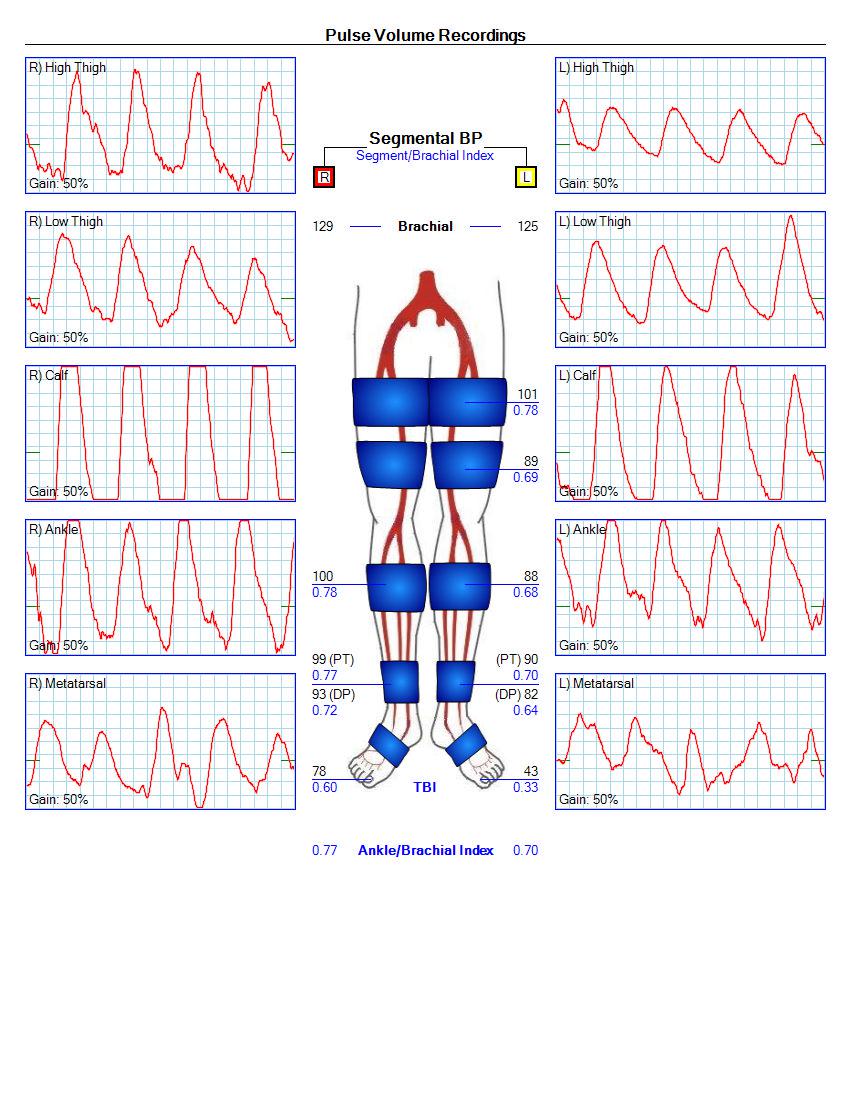 Pulse Volume Recordings
R) High Thigh
Gain: 50%
L) High Thigh
Gain: 50%
Segmental BP
Segment/Brachial Index
R
L
129 Brachial 125
R) Low Thigh
Gain: 50%
L) Low Thigh
Gain: 50%
R) Calf
Gain: 50%
L) Calf
Gain: 50%
101
0.78
89
0.69
R) Ankle
Gain: 50%
L) Ankle
Gain: 50%
100
0.78
88
0.68
99 (PT)
0.77
93 (DP)
0.72
(PT) 90
0.70
(DP) 82
0.64
R) Metatarsal
Gain: 50%
L) Metatarsal
Gain: 50%
78
0.60
TBI
43
0.33
0.77 Ankle/Brachial Index 0.70